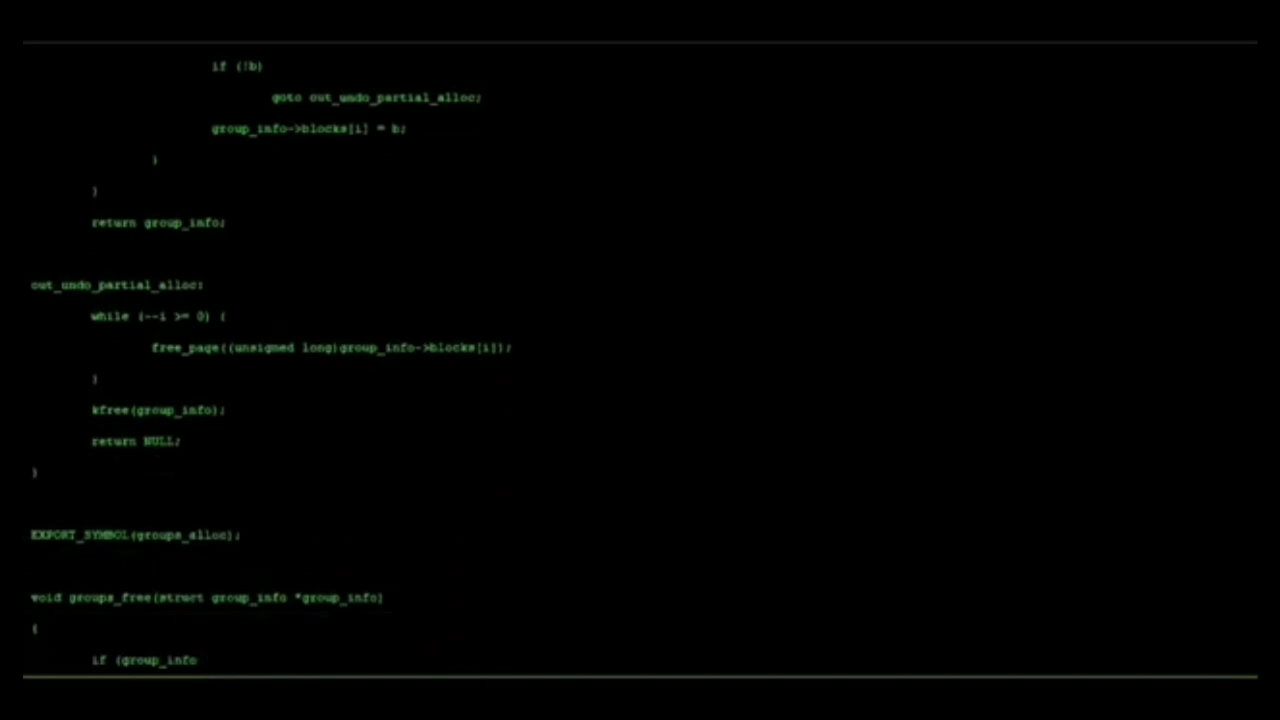 if (!b)
goto out_undo_partial_alloc;
group_info->blocks[i] = b;
}
}
return group_info;
out_undo_partial_alloc:
while (--i >= 0) {
free_page((unsigned long)group_info->blocks[i]);
}
kfree(group_info);
return NULL;
}
EXPORT_SYMBOL(groups_alloc);
void groups_free(struct group_info *group_info)
{
if (group_info